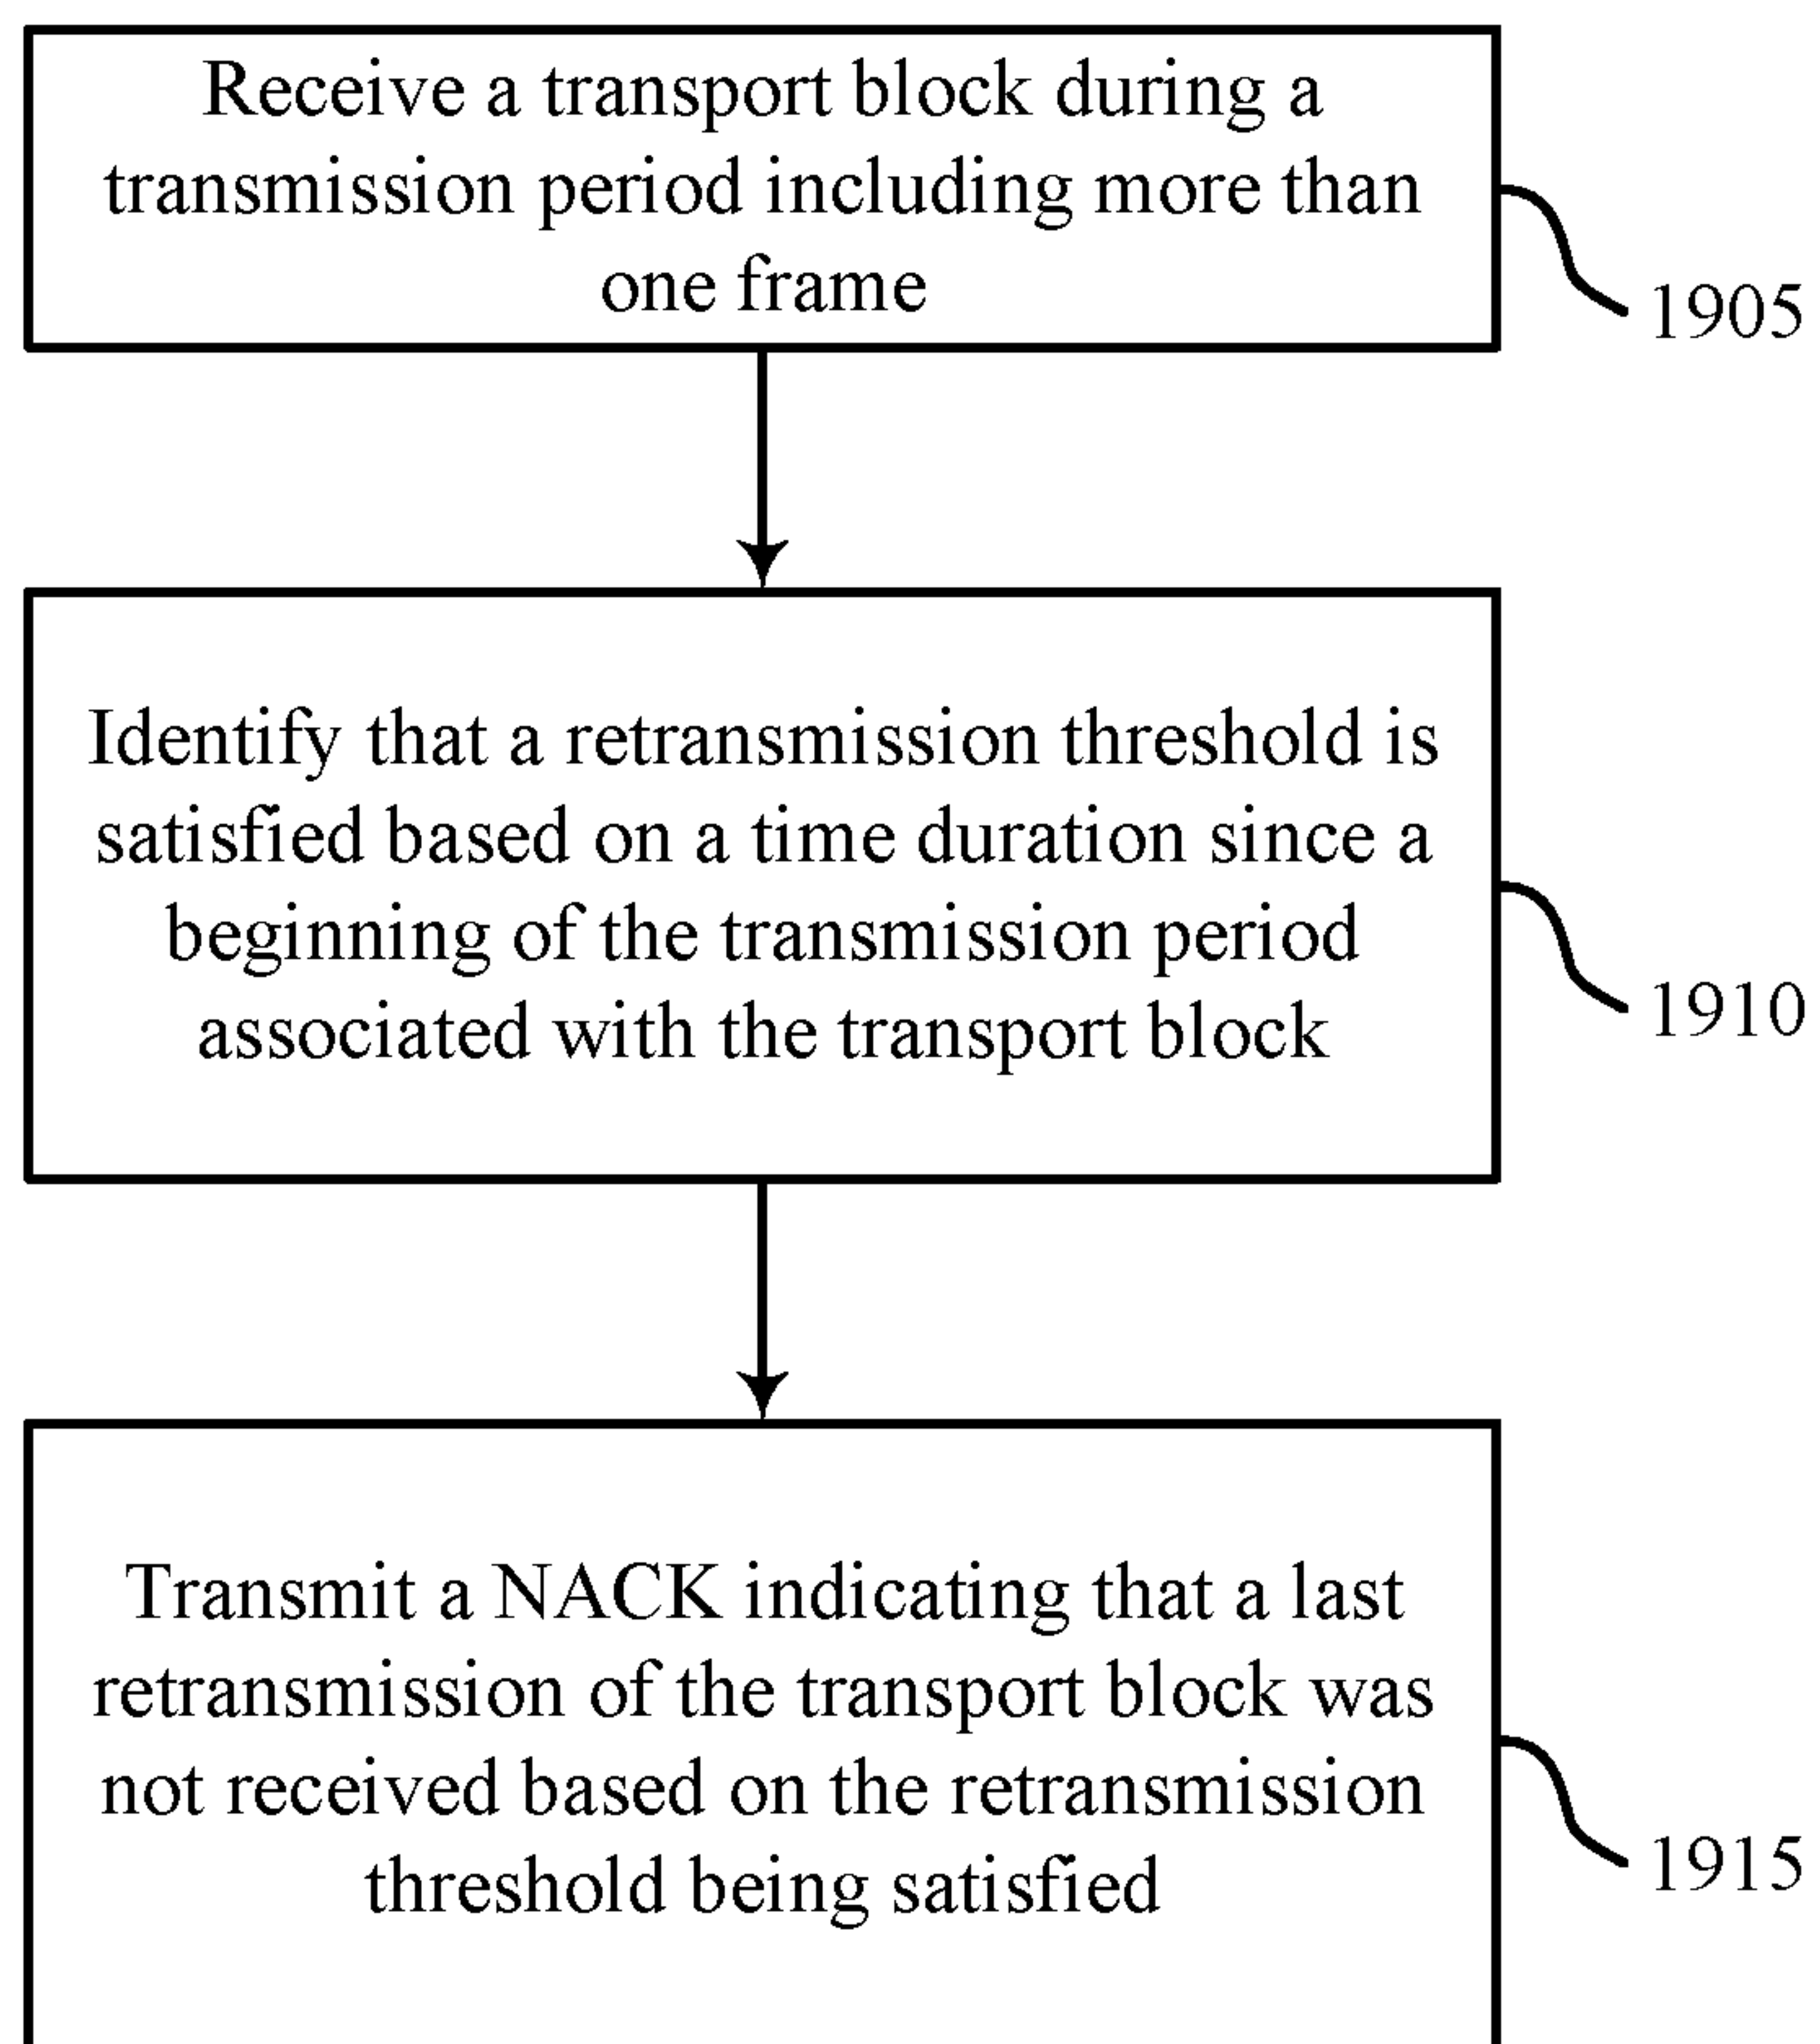 Receive a transport block during a
transmission period including more than
one frame
1905
Identify that a retransmission threshold is
satisfied based on a time duration since a
beginning of the transmission period
associated with the transport block
1910
Transmit a NACK indicating that a last
retransmission of the transport block was
not received based on the retransmission
threshold being satisfied
1915